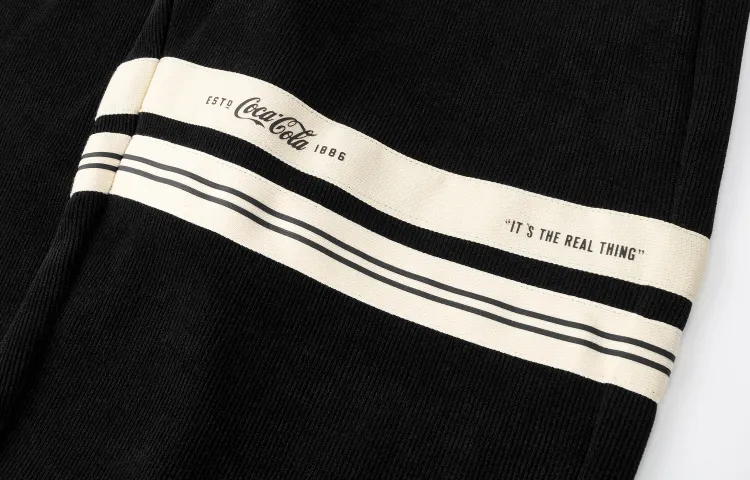 ESTD Coca-Cola 1886
"IT'S THE REAL THING"